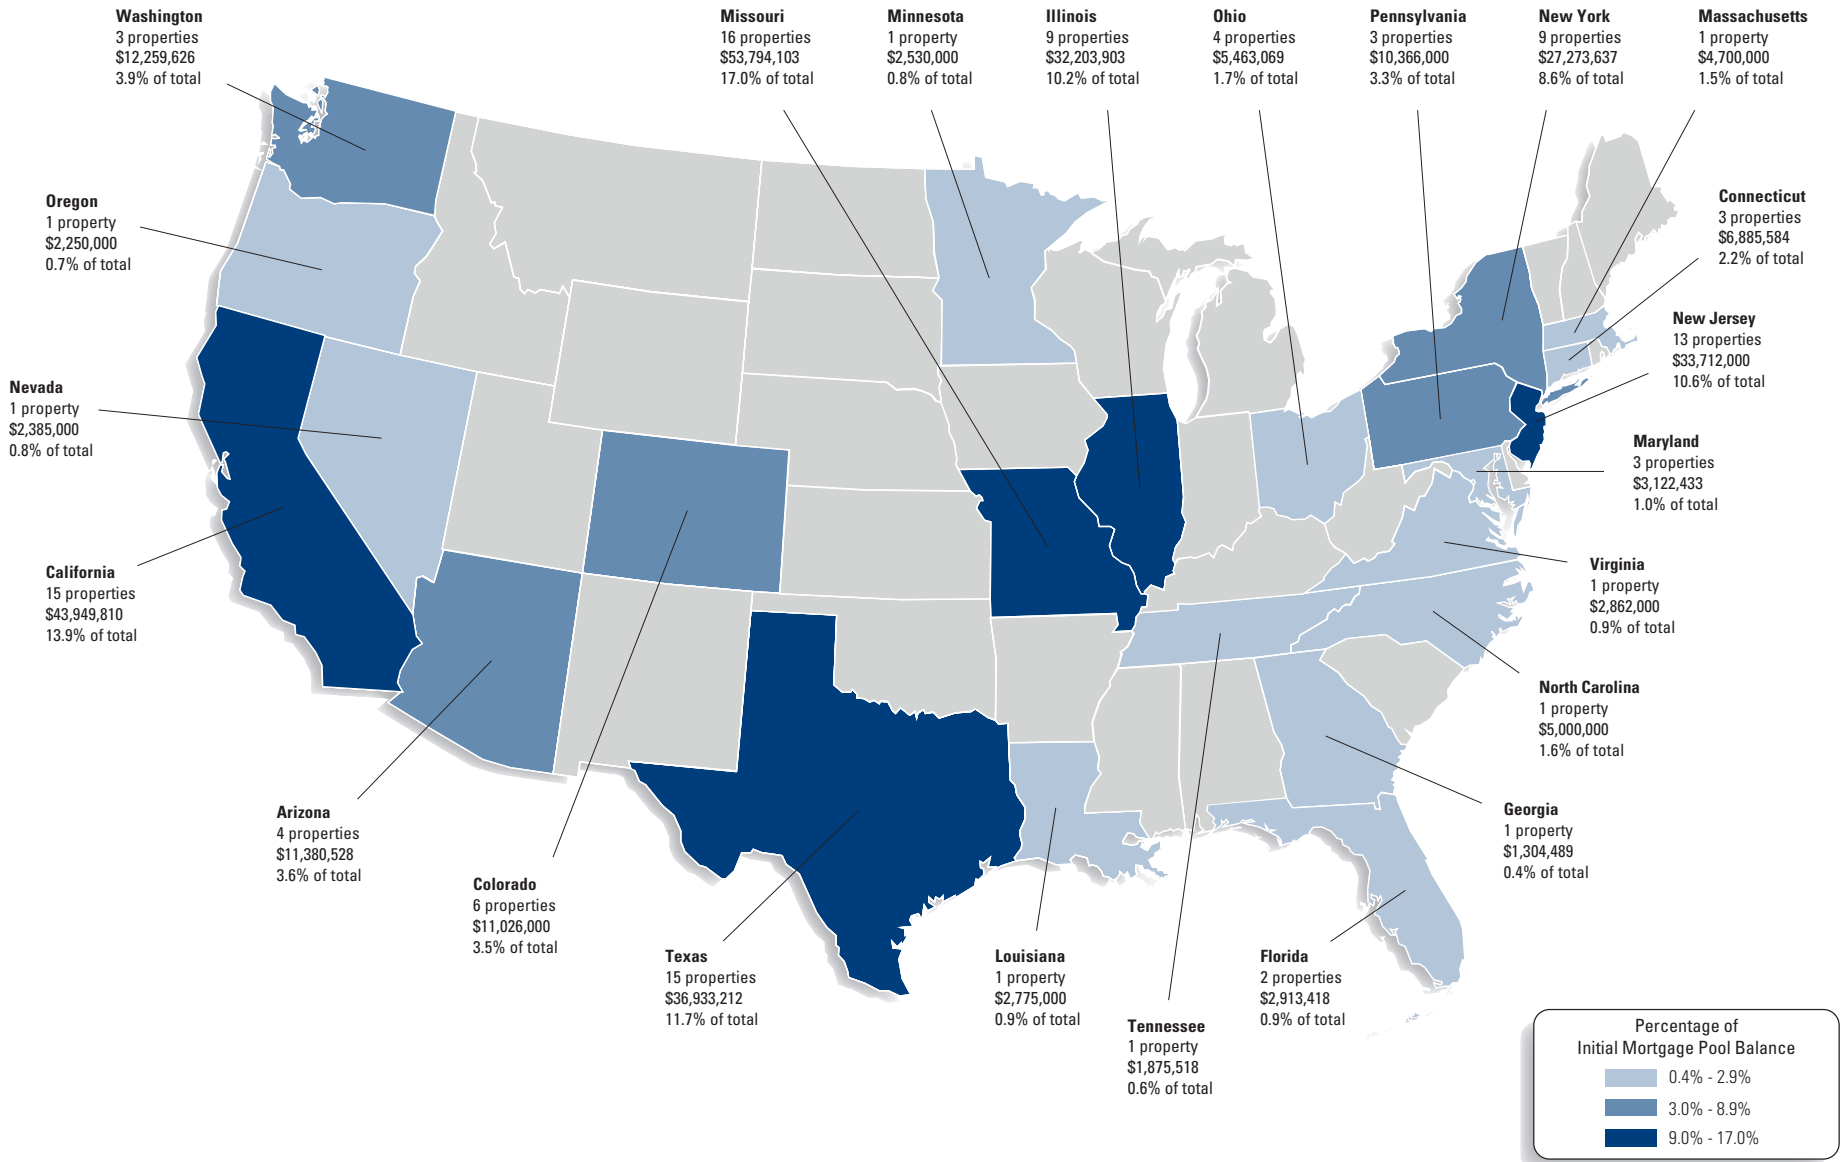 Washington
3 properties
$12,259,626
3.9% of total
Missouri
16 properties
$53,794,103
17.0% of total
Minnesota
1 property
$2,530,000
0.8% of total
Illinois
9 properties
$32,203,903
10.2% of total
Ohio
4 properties
$5,463,069
1.7% of total
Pennsylvania
3 properties
$10,366,000
3.3% of total
New York
9 properties
$27,273,637
8.6% of total
Massachusetts
1 property
$4,700,000
1.5% of total
Oregon
1 property
$2,250,000
0.7% of total
Connecticut
3 properties
$6,885,584
2.2% of total
New Jersey
13 properties
$33,712,000
10.6% of total
Nevada
1 property
$2,385,000
0.8% of total
Maryland
3 properties
$3,122,433
1.0% of total
California
15 properties
$43,949,810
13.9% of total
Virginia
1 property
$2,862,000
0.9% of total
North Carolina
1 property
$5,000,000
1.6% of total
Arizona
4 properties
$11,380,528
3.6% of total
Georgia
1 property
$1,304,489
0.4% of total
Colorado
6 properties
$11,026,000
3.5% of total
Texas
15 properties
$36,933,212
11.7% of total
Louisiana
1 property
$2,775,000
0.9% of total
Tennessee
1 property
$1,875,518
0.6% of total
Florida
2 properties
$2,913,418
0.9% of total
Percentage of
Initial Mortgage Pool Balance
0.4% - 2.9%
3.0% - 8.9%
9.0% - 17.0%